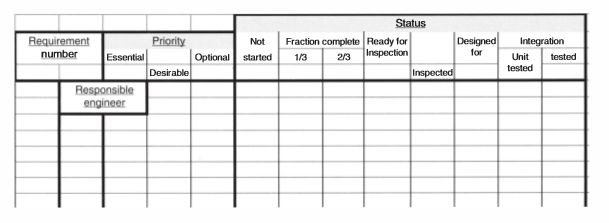 Status
Requirement Priority Not Fraction complete Ready for Designed Integration
number Essential Optional started 1/3 2/3 Inspection for Unit tested
Desirable Inspected tested
Responsible
engineer